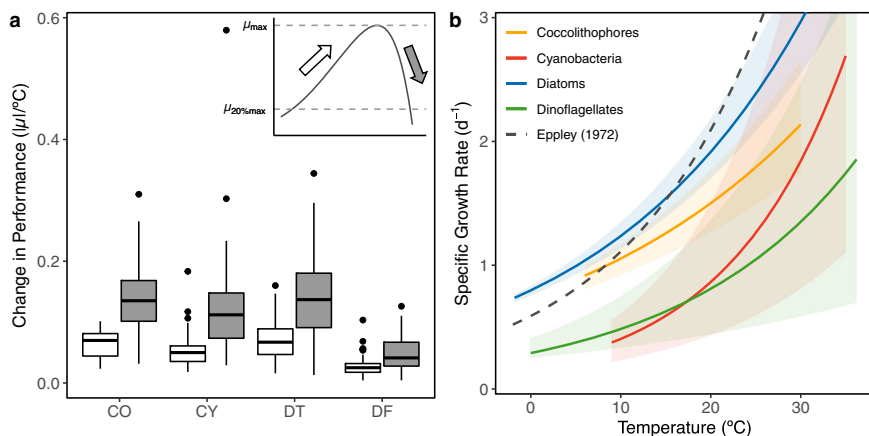 a
0.6
0.4
0.2
0.0
Change in Performance (|μ|/ºC)
μmax
μ20%max
CO CY DT DF
b
3
2
1
0
Specific Growth Rate (d⁻¹)
Coccolithophores
Cyanobacteria
Diatoms
Dinoflagellates
Eppley (1972)
0 10 20 30
Temperature (ºC)